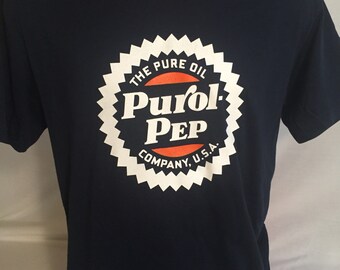 THE PURE OIL
Purol-
PEP
COMPANY, U.S.A.